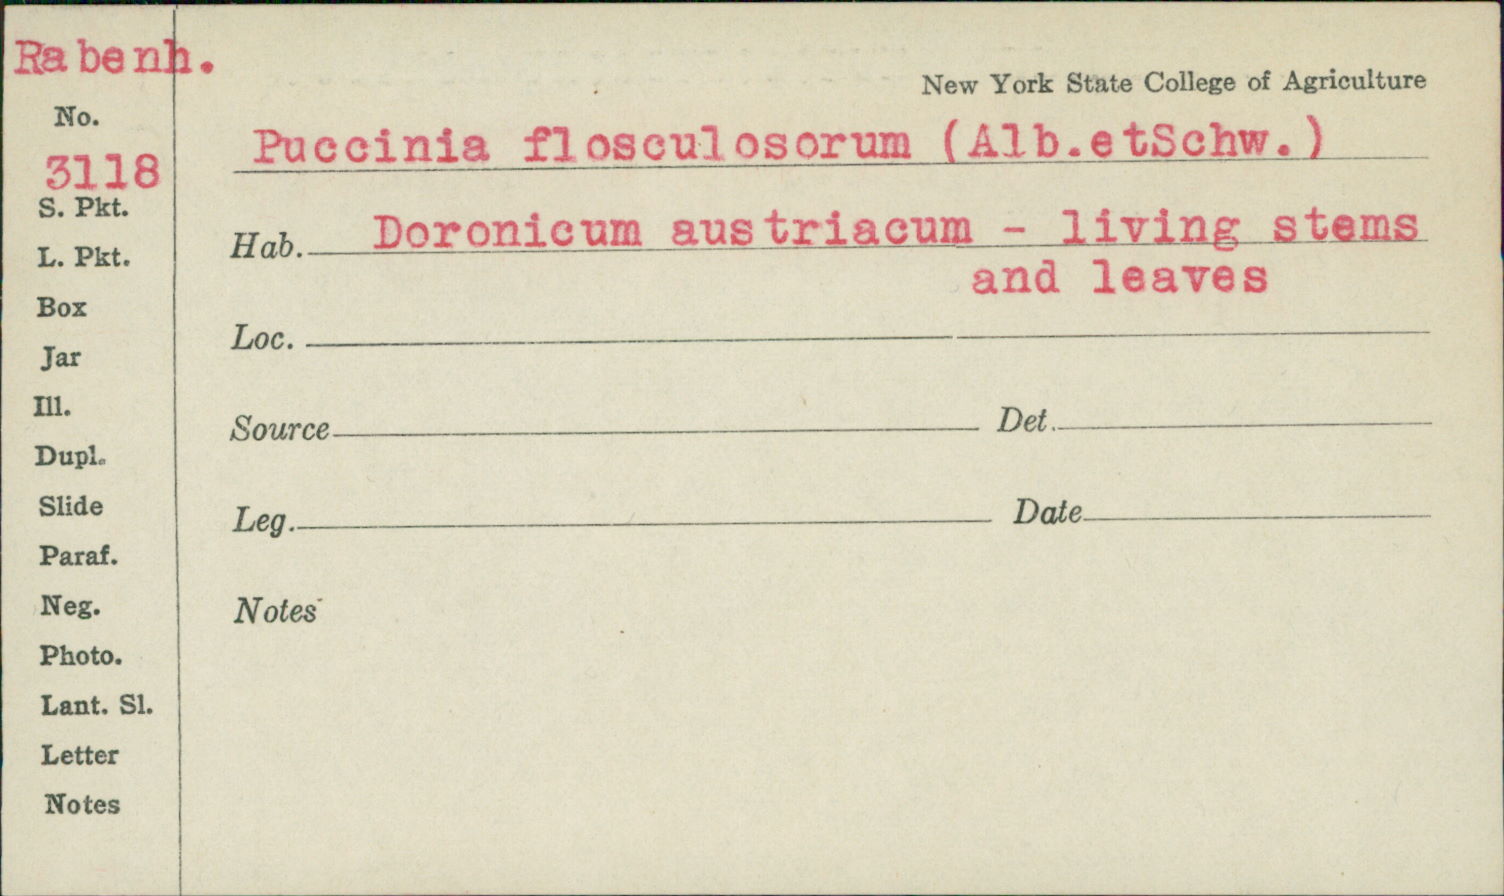 Rabenh.
New York State College of Agriculture
No.
3118
Puccinia flosculosorum (Alb.etSchw.)
S. Pkt.
Hab. Doronicum austriacum - living stems
and leaves
L. Pkt.
Box
Loc.
Jar
Ill.
Source Det.
Dupl.
Slide
Leg. Date
Paraf.
Neg.
Notes
Photo.
Lant. Sl.
Letter
Notes